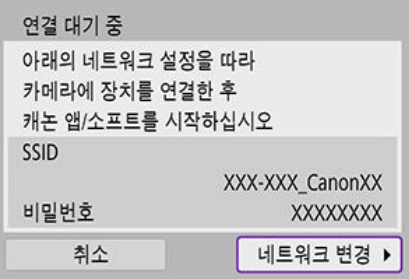 연결 대기 중
아래의 네트워크 설정을 따라
카메라에 장치를 연결한 후
캐논 앱/소프트를 시작하십시오
SSID
XXX-XXX_CanonXX
비밀번호 XXXXXXXX
취소 네트워크 변경 ▶